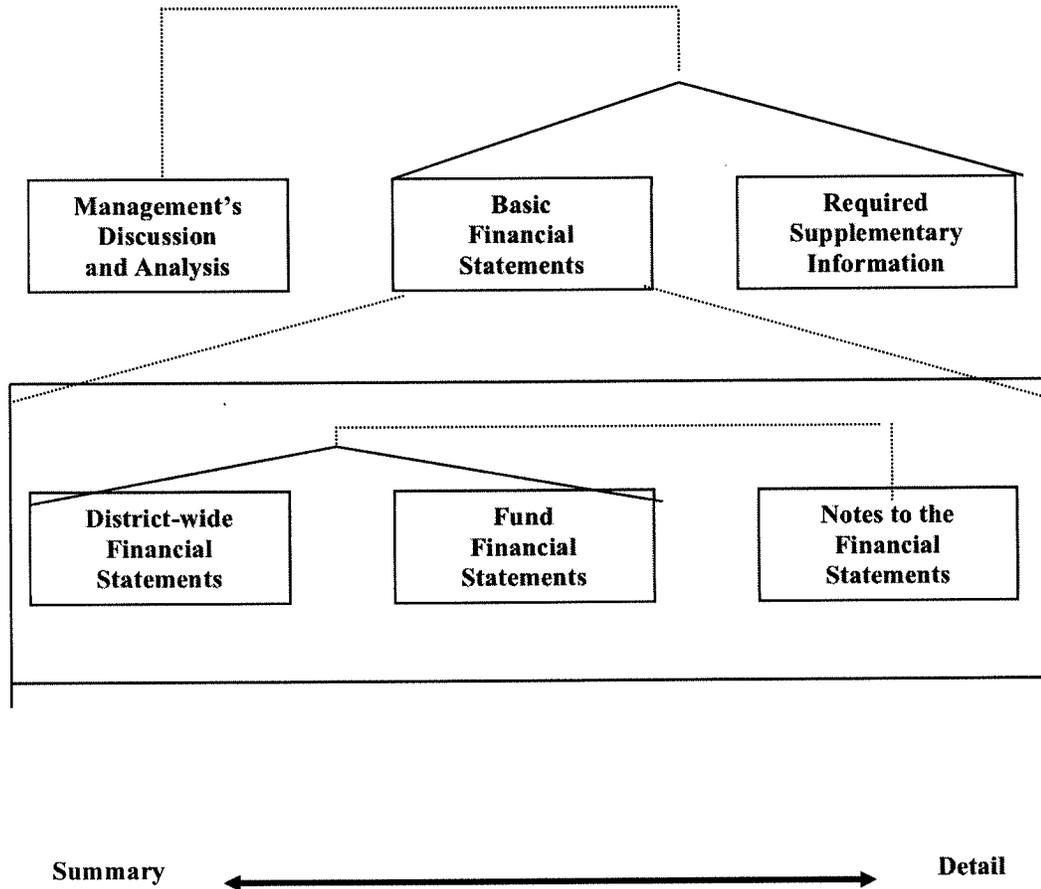 Management's
Discussion
and Analysis
Basic
Financial
Statements
Required
Supplementary
Information
District-wide
Financial
Statements
Fund
Financial
Statements
Notes to the
Financial
Statements
Summary
Detail